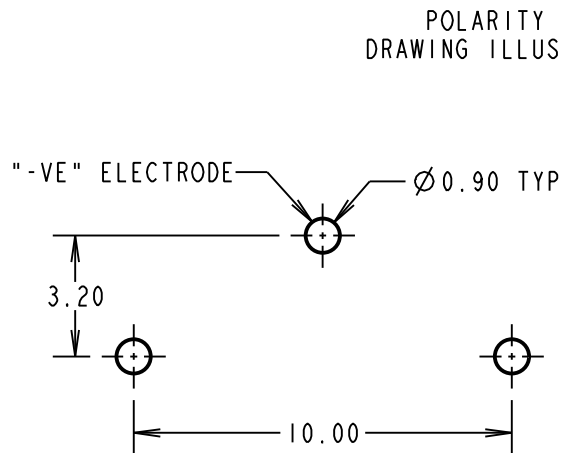 POLARITY
DRAWING ILLUS
"-VE" ELECTRODE
Ø0.90 TYP
3.20
10.00